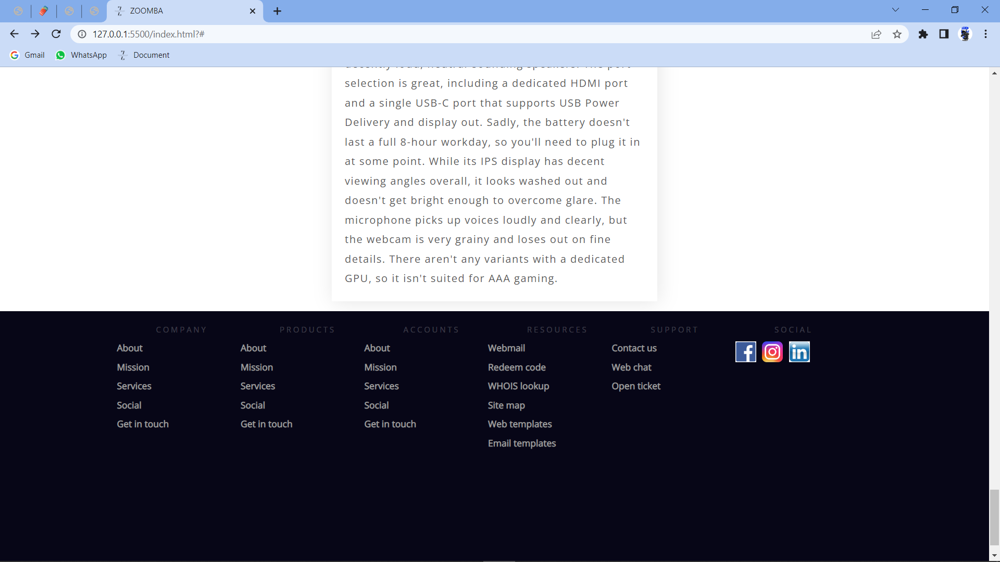 ZOOMBA
127.0.0.1:5500/index.html?#
Gmail WhatsApp Document
decently loud, neutral-sounding speakers. The port
selection is great, including a dedicated HDMI port
and a single USB-C port that supports USB Power
Delivery and display out. Sadly, the battery doesn't
last a full 8-hour workday, so you'll need to plug it in
at some point. While its IPS display has decent
viewing angles overall, it looks washed out and
doesn't get bright enough to overcome glare. The
microphone picks up voices loudly and clearly, but
the webcam is very grainy and loses out on fine
details. There aren't any variants with a dedicated
GPU, so it isn't suited for AAA gaming.
COMPANY
About
Mission
Services
Social
Get in touch
PRODUCTS
About
Mission
Services
Social
Get in touch
ACCOUNTS
About
Mission
Services
Social
Get in touch
RESOURCES
Webmail
Redeem code
WHOIS lookup
Site map
Web templates
Email templates
SUPPORT
Contact us
Web chat
Open ticket
SOCIAL